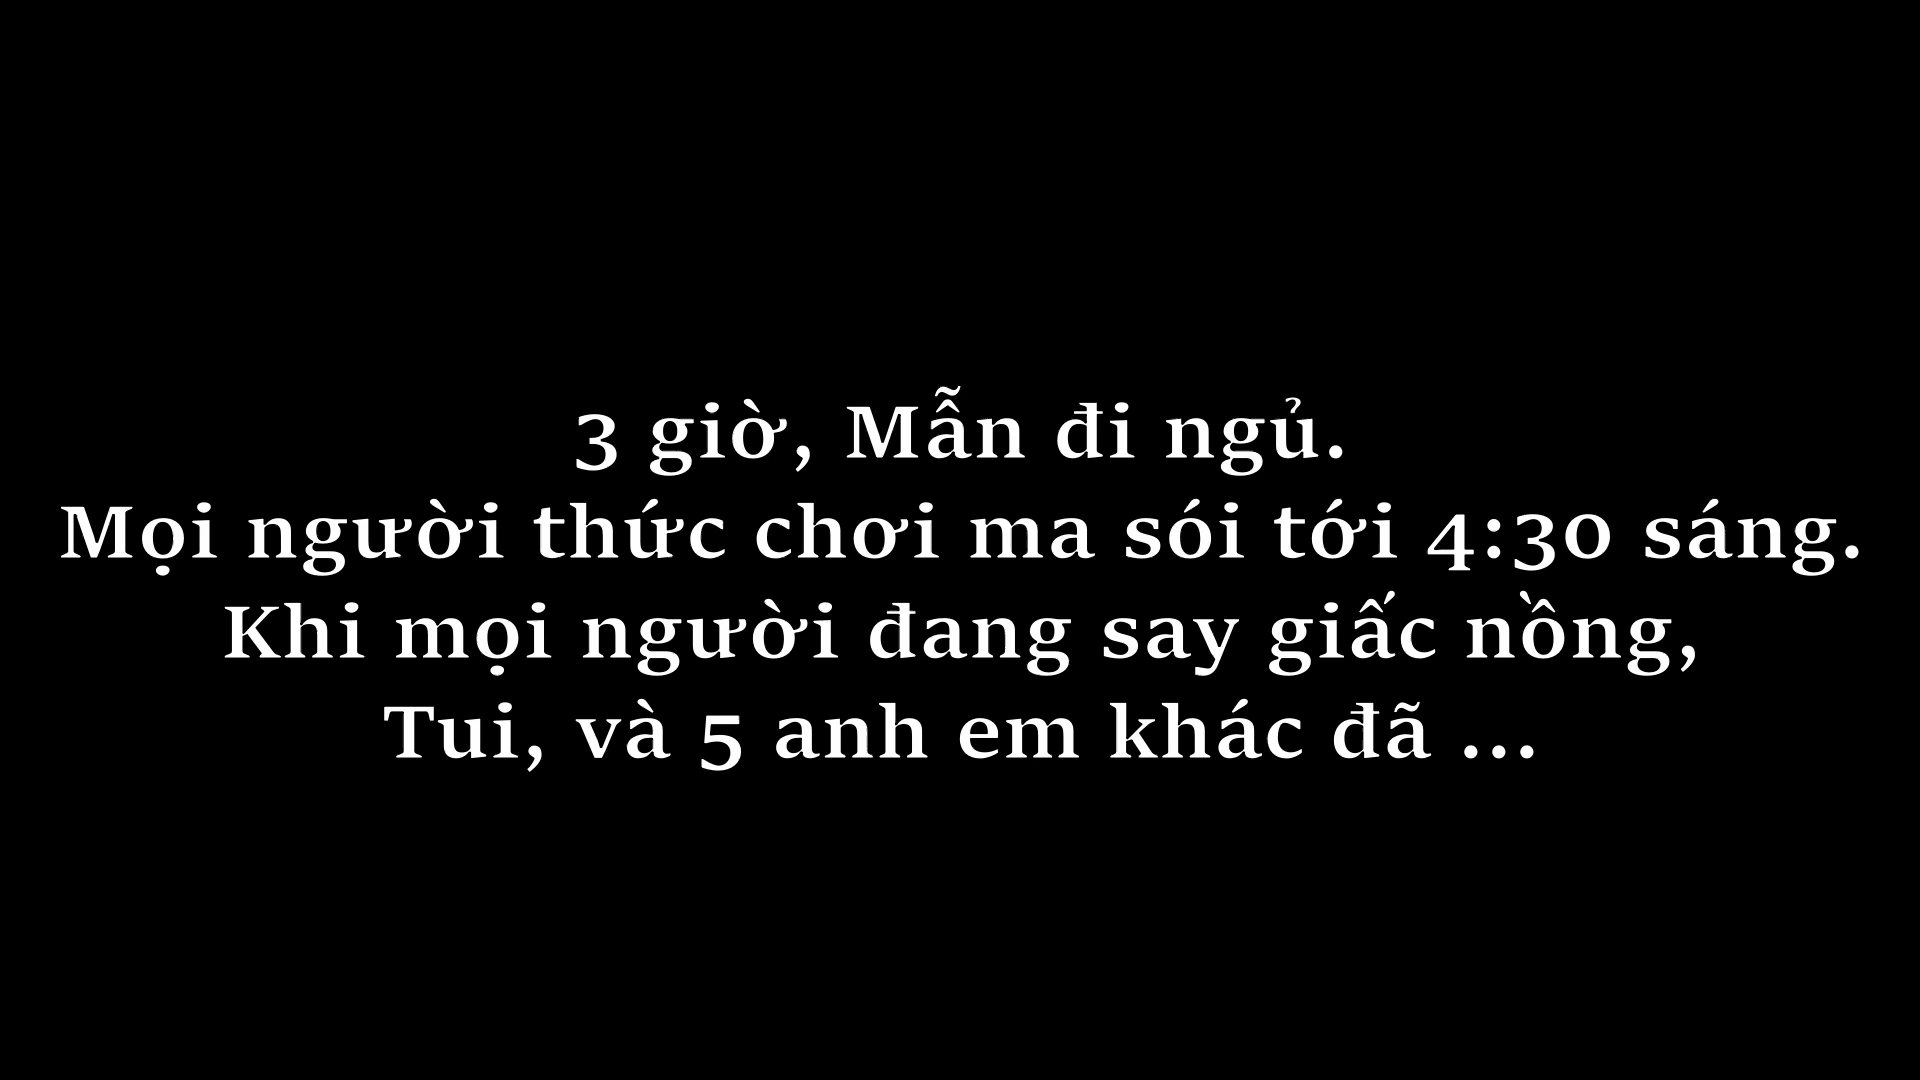 3 giờ, Mẫn đi ngủ.
Mọi người thức chơi ma sói tới 4:30 sáng.
Khi mọi người đang say giấc nồng,
Tui, và 5 anh em khác đã ...